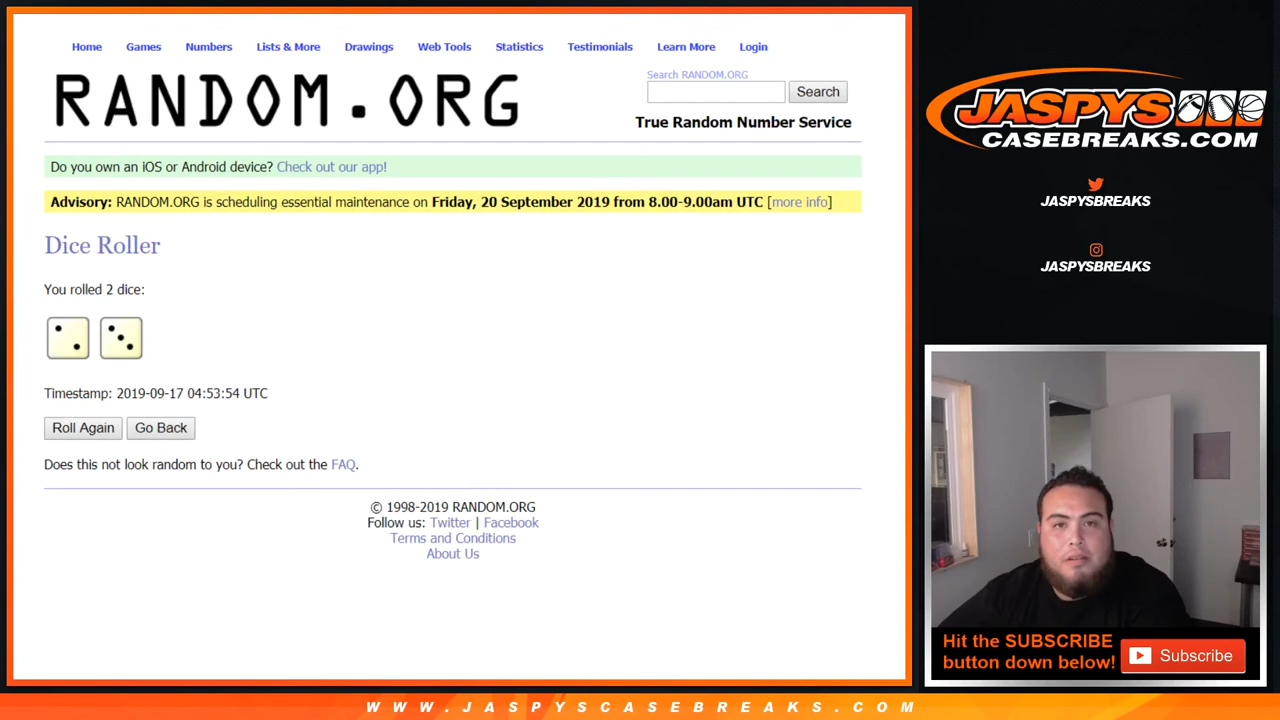 Home Games Numbers Lists & More Drawings Web Tools Statistics Testimonials Learn More Login
RANDOM.ORG
Search RANDOM.ORG
Search
True Random Number Service
Do you own an iOS or Android device? Check out our app!
Advisory: RANDOM.ORG is scheduling essential maintenance on Friday, 20 September 2019 from 8.00-9.00am UTC [more info]
Dice Roller
You rolled 2 dice:
Timestamp: 2019-09-17 04:53:54 UTC
Roll Again Go Back
Does this not look random to you? Check out the FAQ.
© 1998-2019 RANDOM.ORG
Follow us: Twitter | Facebook
Terms and Conditions
About Us
JASPYS
CASEBREAKS.COM
JASPYSBREAKS
JASPYSBREAKS
Hit the SUBSCRIBE
button down below!
Subscribe
WWW.JASPYSCASEBREAKS.COM